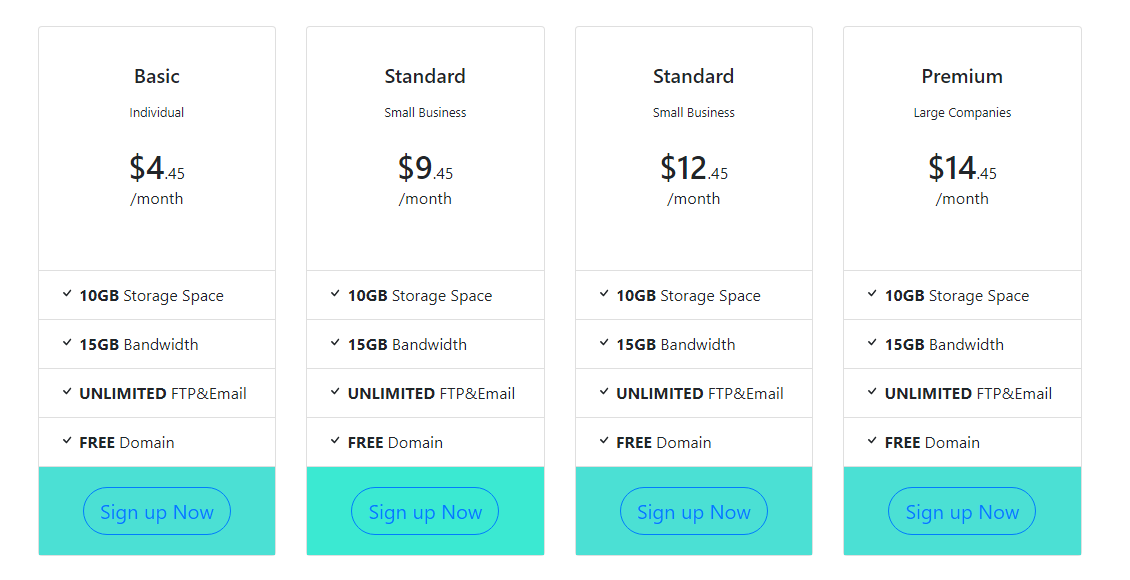 Basic
Individual
$4.45
/month
10GB Storage Space
15GB Bandwidth
UNLIMITED FTP&Email
FREE Domain
Sign up Now
Standard
Small Business
$9.45
/month
10GB Storage Space
15GB Bandwidth
UNLIMITED FTP&Email
FREE Domain
Sign up Now
Standard
Small Business
$12.45
/month
10GB Storage Space
15GB Bandwidth
UNLIMITED FTP&Email
FREE Domain
Sign up Now
Premium
Large Companies
$14.45
/month
10GB Storage Space
15GB Bandwidth
UNLIMITED FTP&Email
FREE Domain
Sign up Now